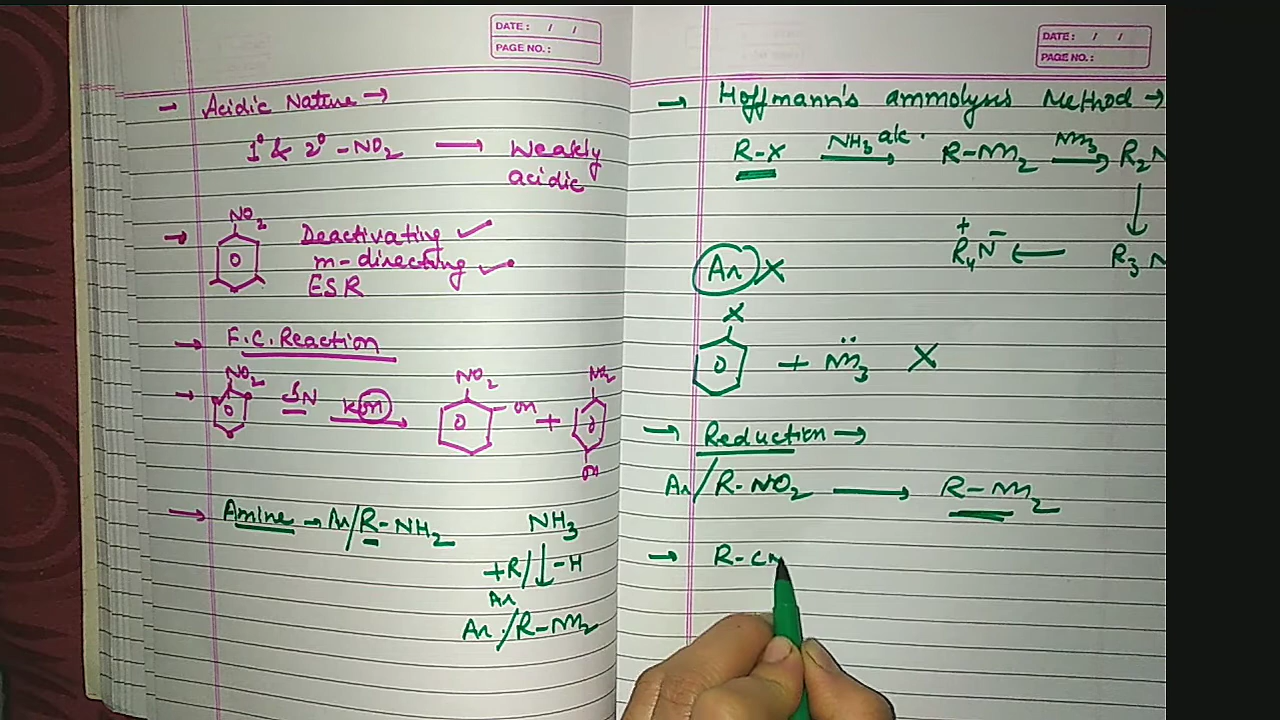 DATE: / /
PAGE NO.:
→ Acidic Nature →
1° & 2° -NO2 → Weakly
acidic
→ NO2
Deactivating ✓
m-directing ✓
ESR
→ F.C. Reaction
→ NO2 SN KOH → NO2 OH + NO2 OH
→ Amine → Ar/R-NH2
NH3
+R/Ar ↓ -H
Ar/R-NH2
DATE: / /
PAGE NO.:
→ Hoffmann's ammolysis Method →
R-X NH3 alc. → R-NH2 NH3 → R2N
↓
R4N + - ← R3N
Ar X
X
+ NH3 X
→ Reduction →
Ar/R-NO2 → R-NH2
→ R-CN